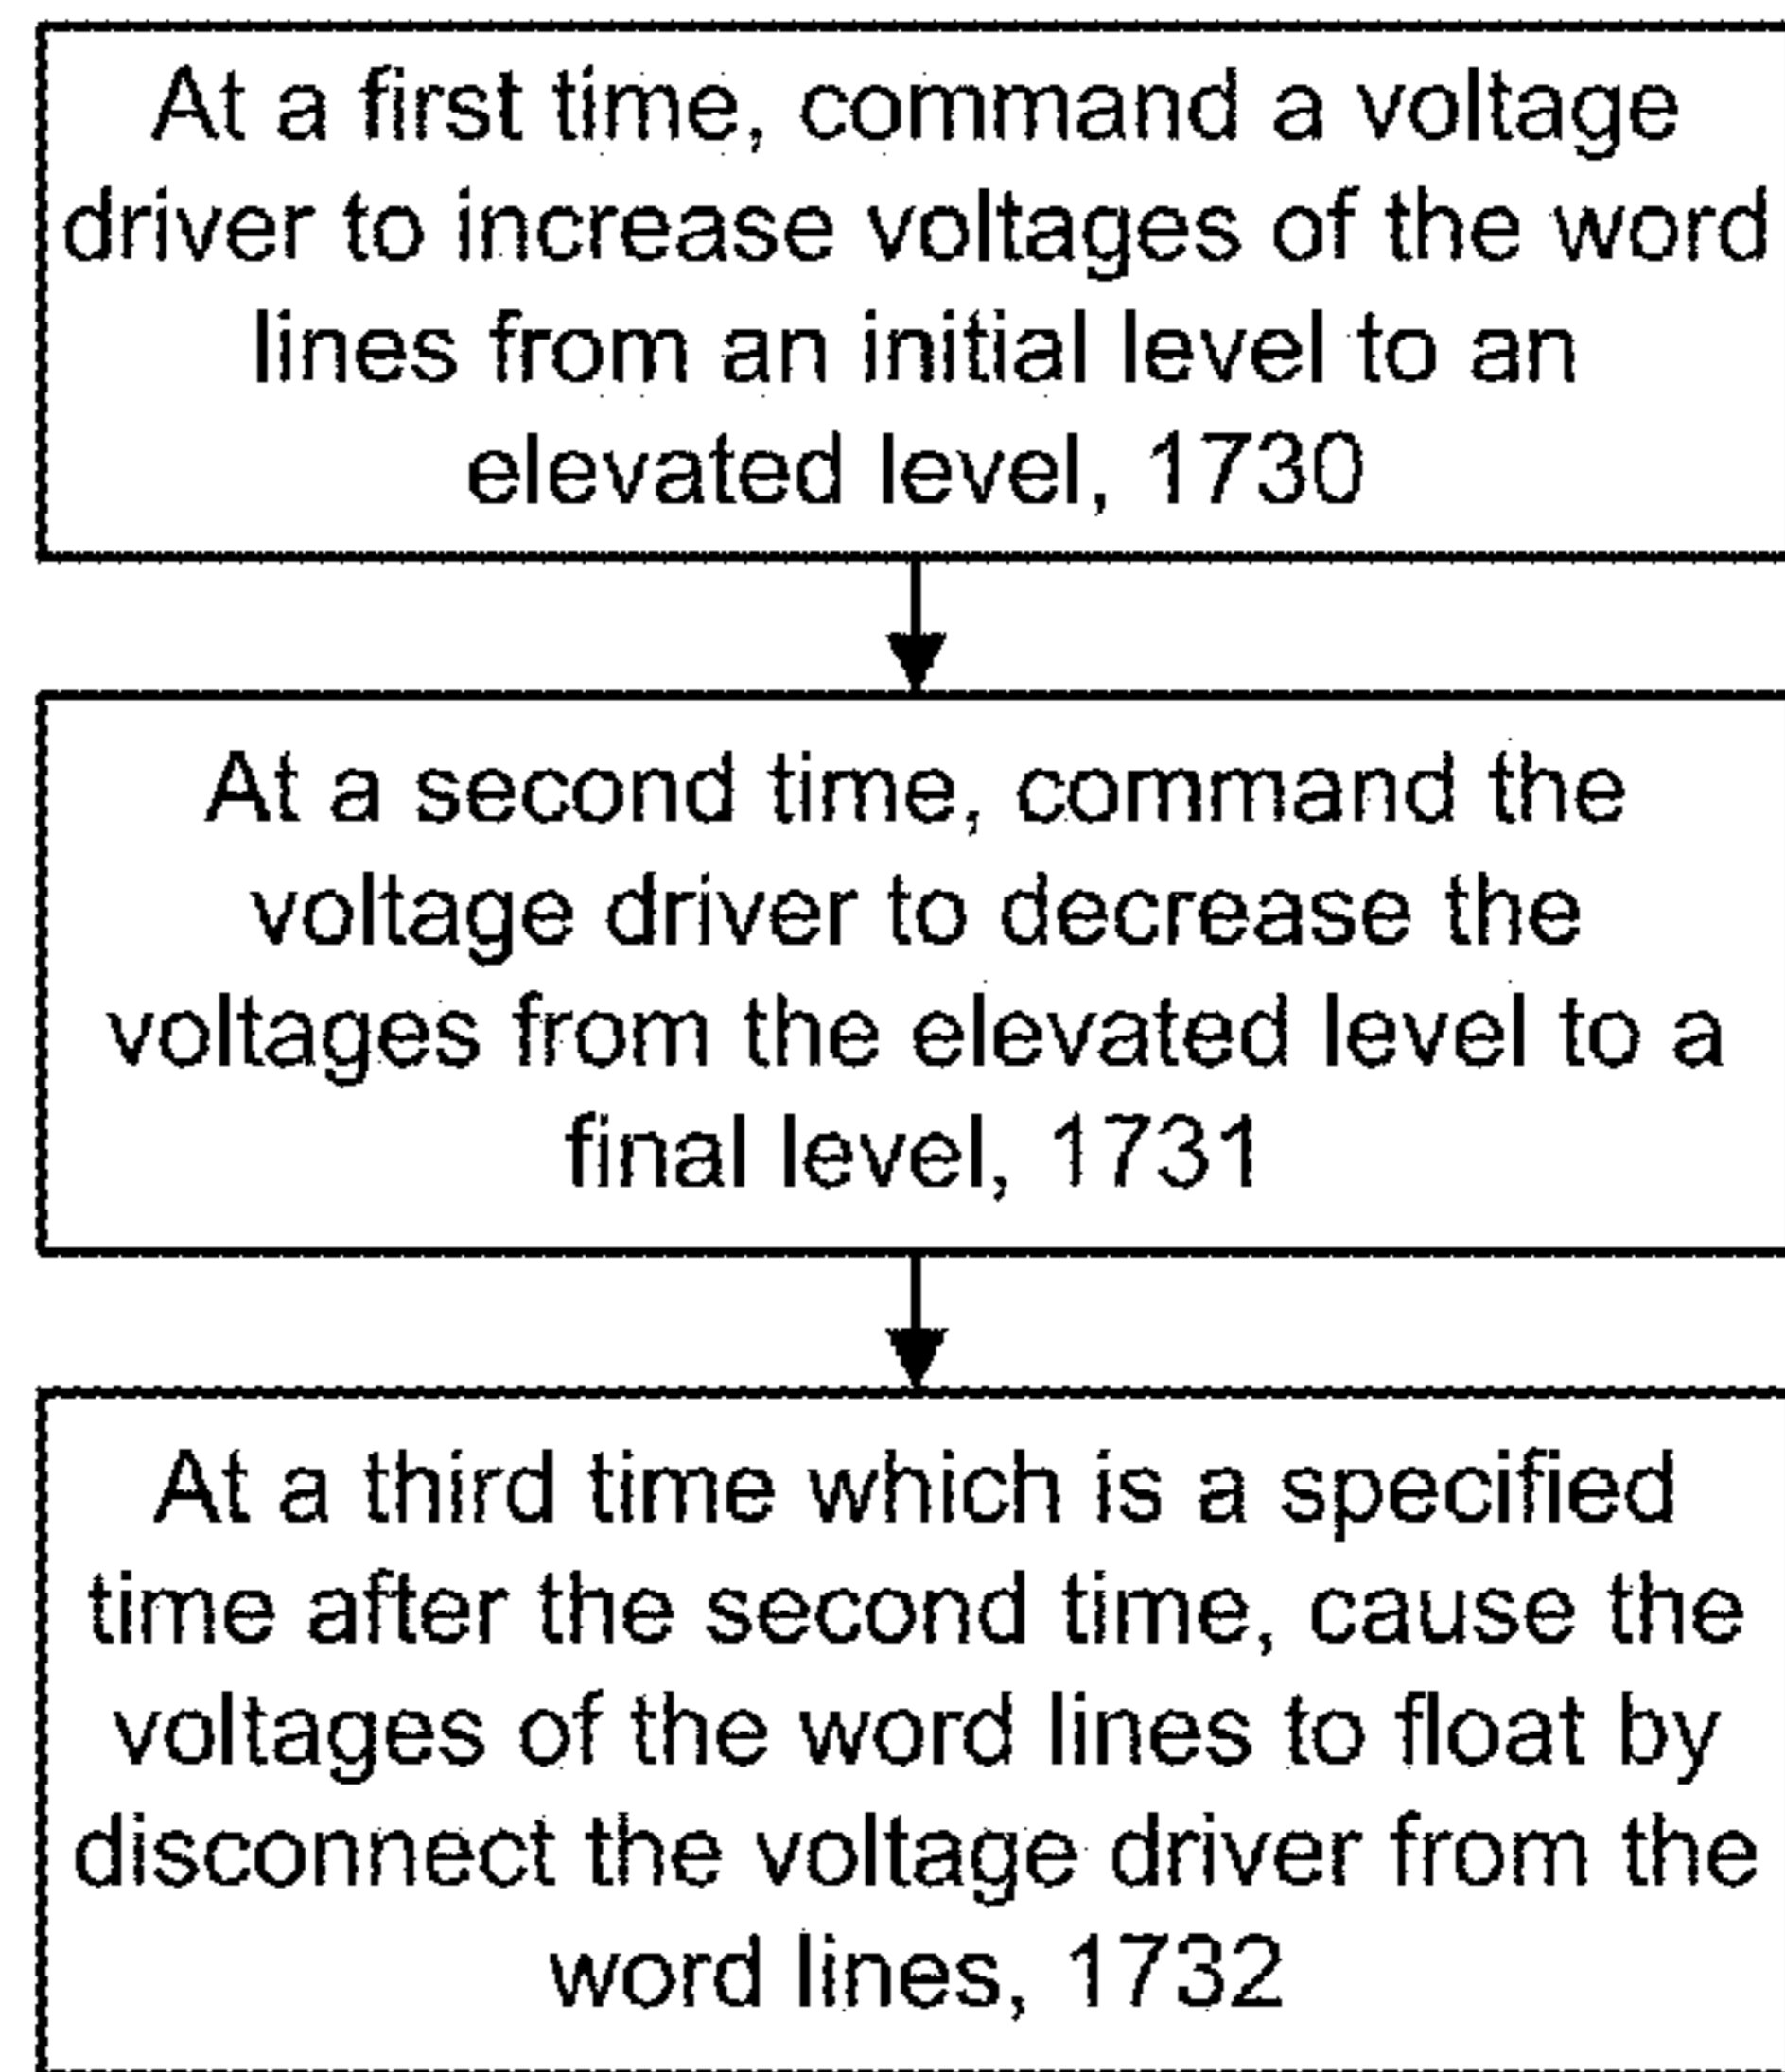 At a first time, command a voltage
driver to increase voltages of the word
lines from an initial level to an
elevated level, 1730
At a second time, command the
voltage driver to decrease the
voltages from the elevated level to a
final level, 1731
At a third time which is a specified
time after the second time, cause the
voltages of the word lines to float by
disconnect the voltage driver from the
word lines, 1732